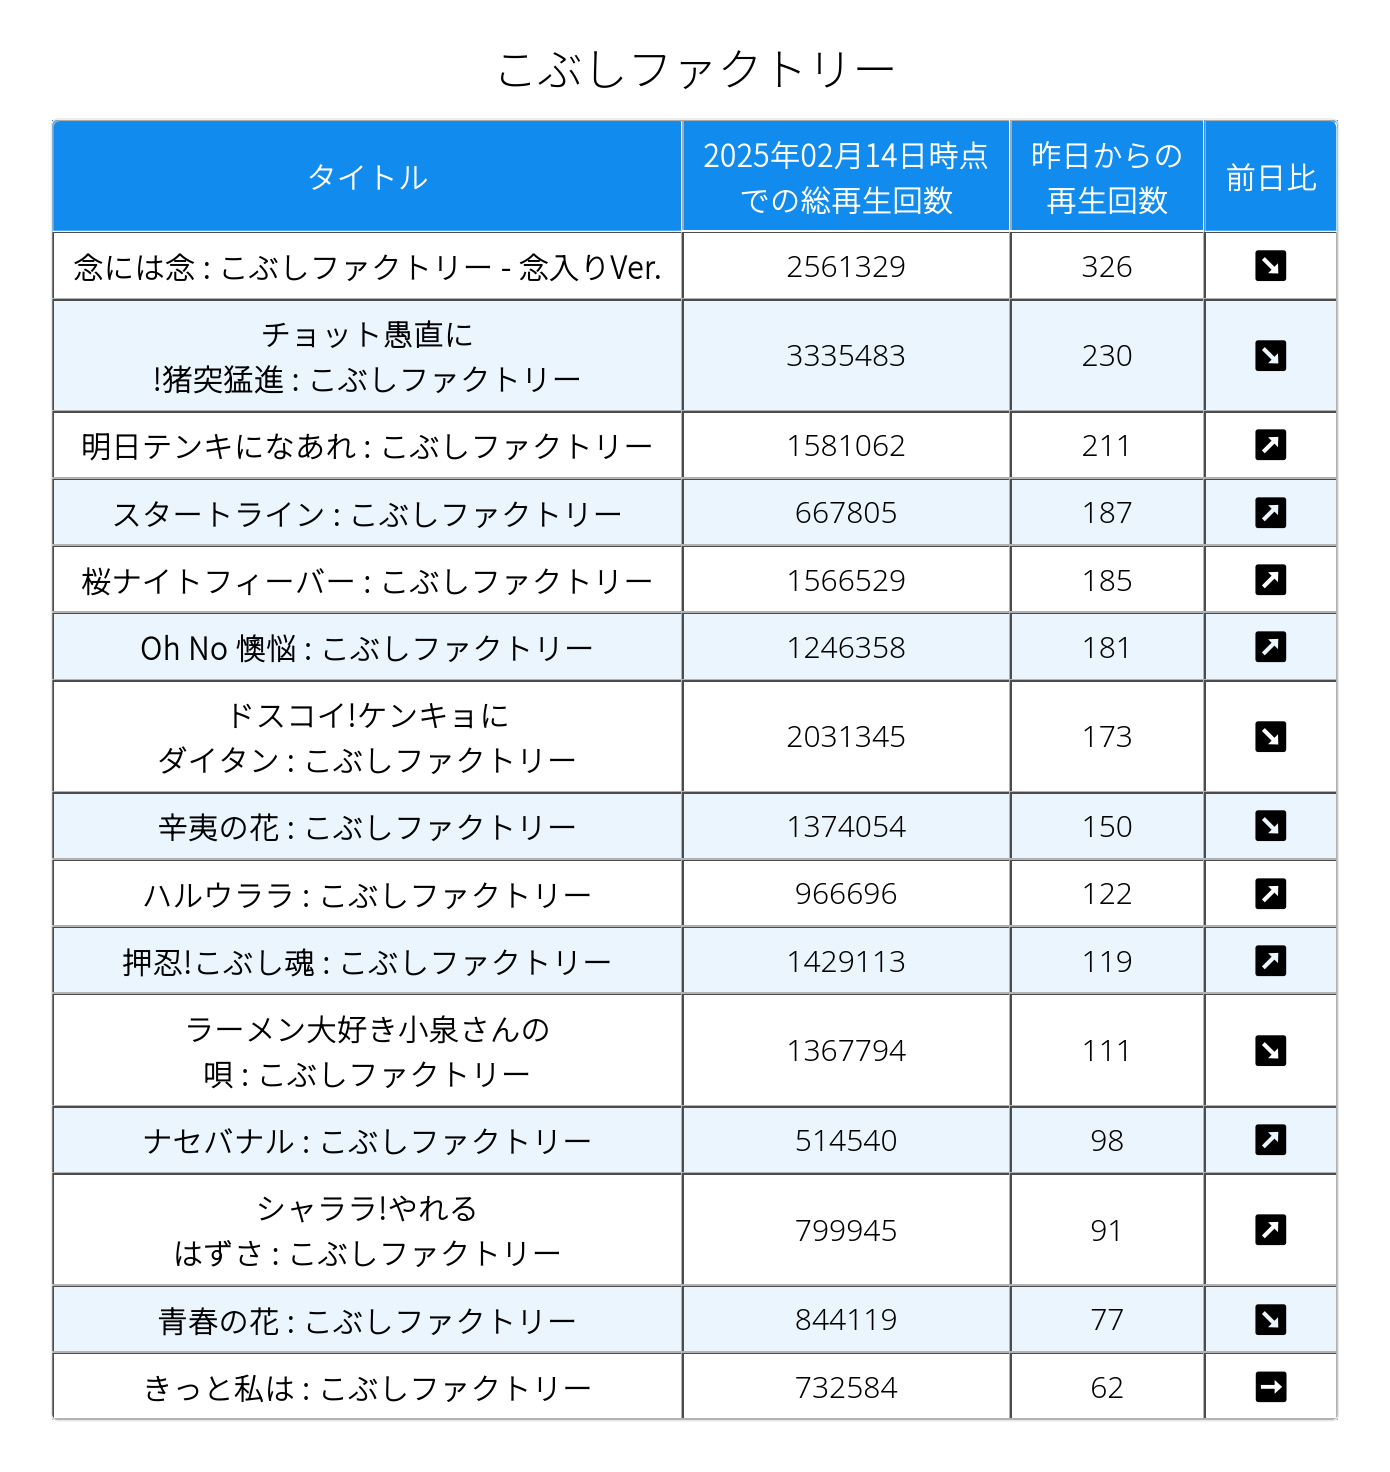 こぶしファクトリー
タイトル
2025年02月14日時点
での総再生回数
昨日からの
再生回数
前日比
念には念 : こぶしファクトリー - 念入りVer.
2561329
326
↘
チョット愚直に
!猪突猛進 : こぶしファクトリー
3335483
230
↘
明日テンキになあれ : こぶしファクトリー
1581062
211
↗
スタートライン : こぶしファクトリー
667805
187
↗
桜ナイトフィーバー : こぶしファクトリー
1566529
185
↗
Oh No 懊悩 : こぶしファクトリー
1246358
181
↗
ドスコイ!ケンキョに
ダイタン : こぶしファクトリー
2031345
173
↘
辛夷の花 : こぶしファクトリー
1374054
150
↘
ハルウララ : こぶしファクトリー
966696
122
↗
押忍!こぶし魂 : こぶしファクトリー
1429113
119
↗
ラーメン大好き小泉さんの
唄 : こぶしファクトリー
1367794
111
↘
ナセバナル : こぶしファクトリー
514540
98
↗
シャララ!やれる
はずさ : こぶしファクトリー
799945
91
↗
青春の花 : こぶしファクトリー
844119
77
↘
きっと私は : こぶしファクトリー
732584
62
→